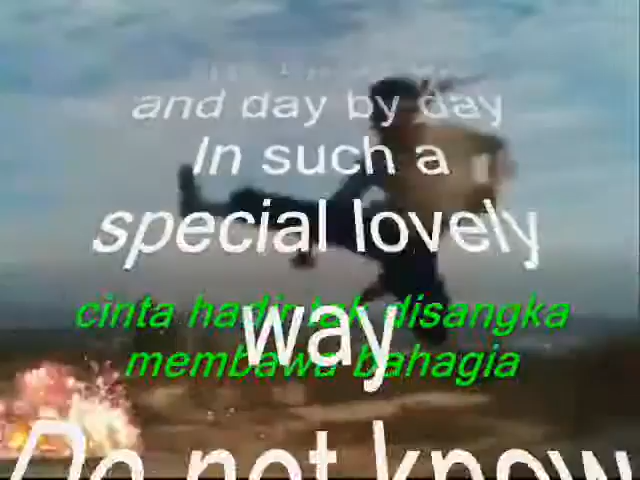 and day by day
In such a
special lovely
way
cinta hadir tak disangka
membawa bahagia
Do not know